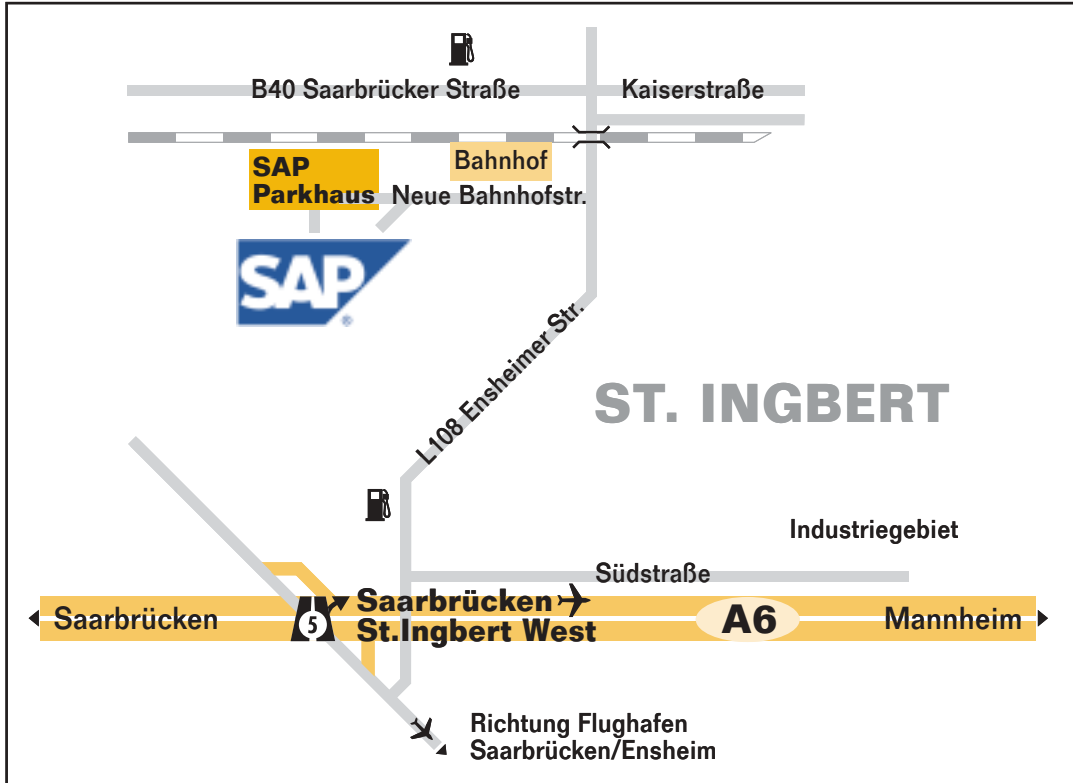 B40 Saarbrücker Straße
Kaiserstraße
SAP
Parkhaus
Bahnhof
Neue Bahnhofstr.
SAP®
L108 Ensheimer Str.
ST. INGBERT
Industriegebiet
Südstraße
Saarbrücken
5
Saarbrücken
St.Ingbert West
A6
Mannheim
Richtung Flughafen
Saarbrücken/Ensheim